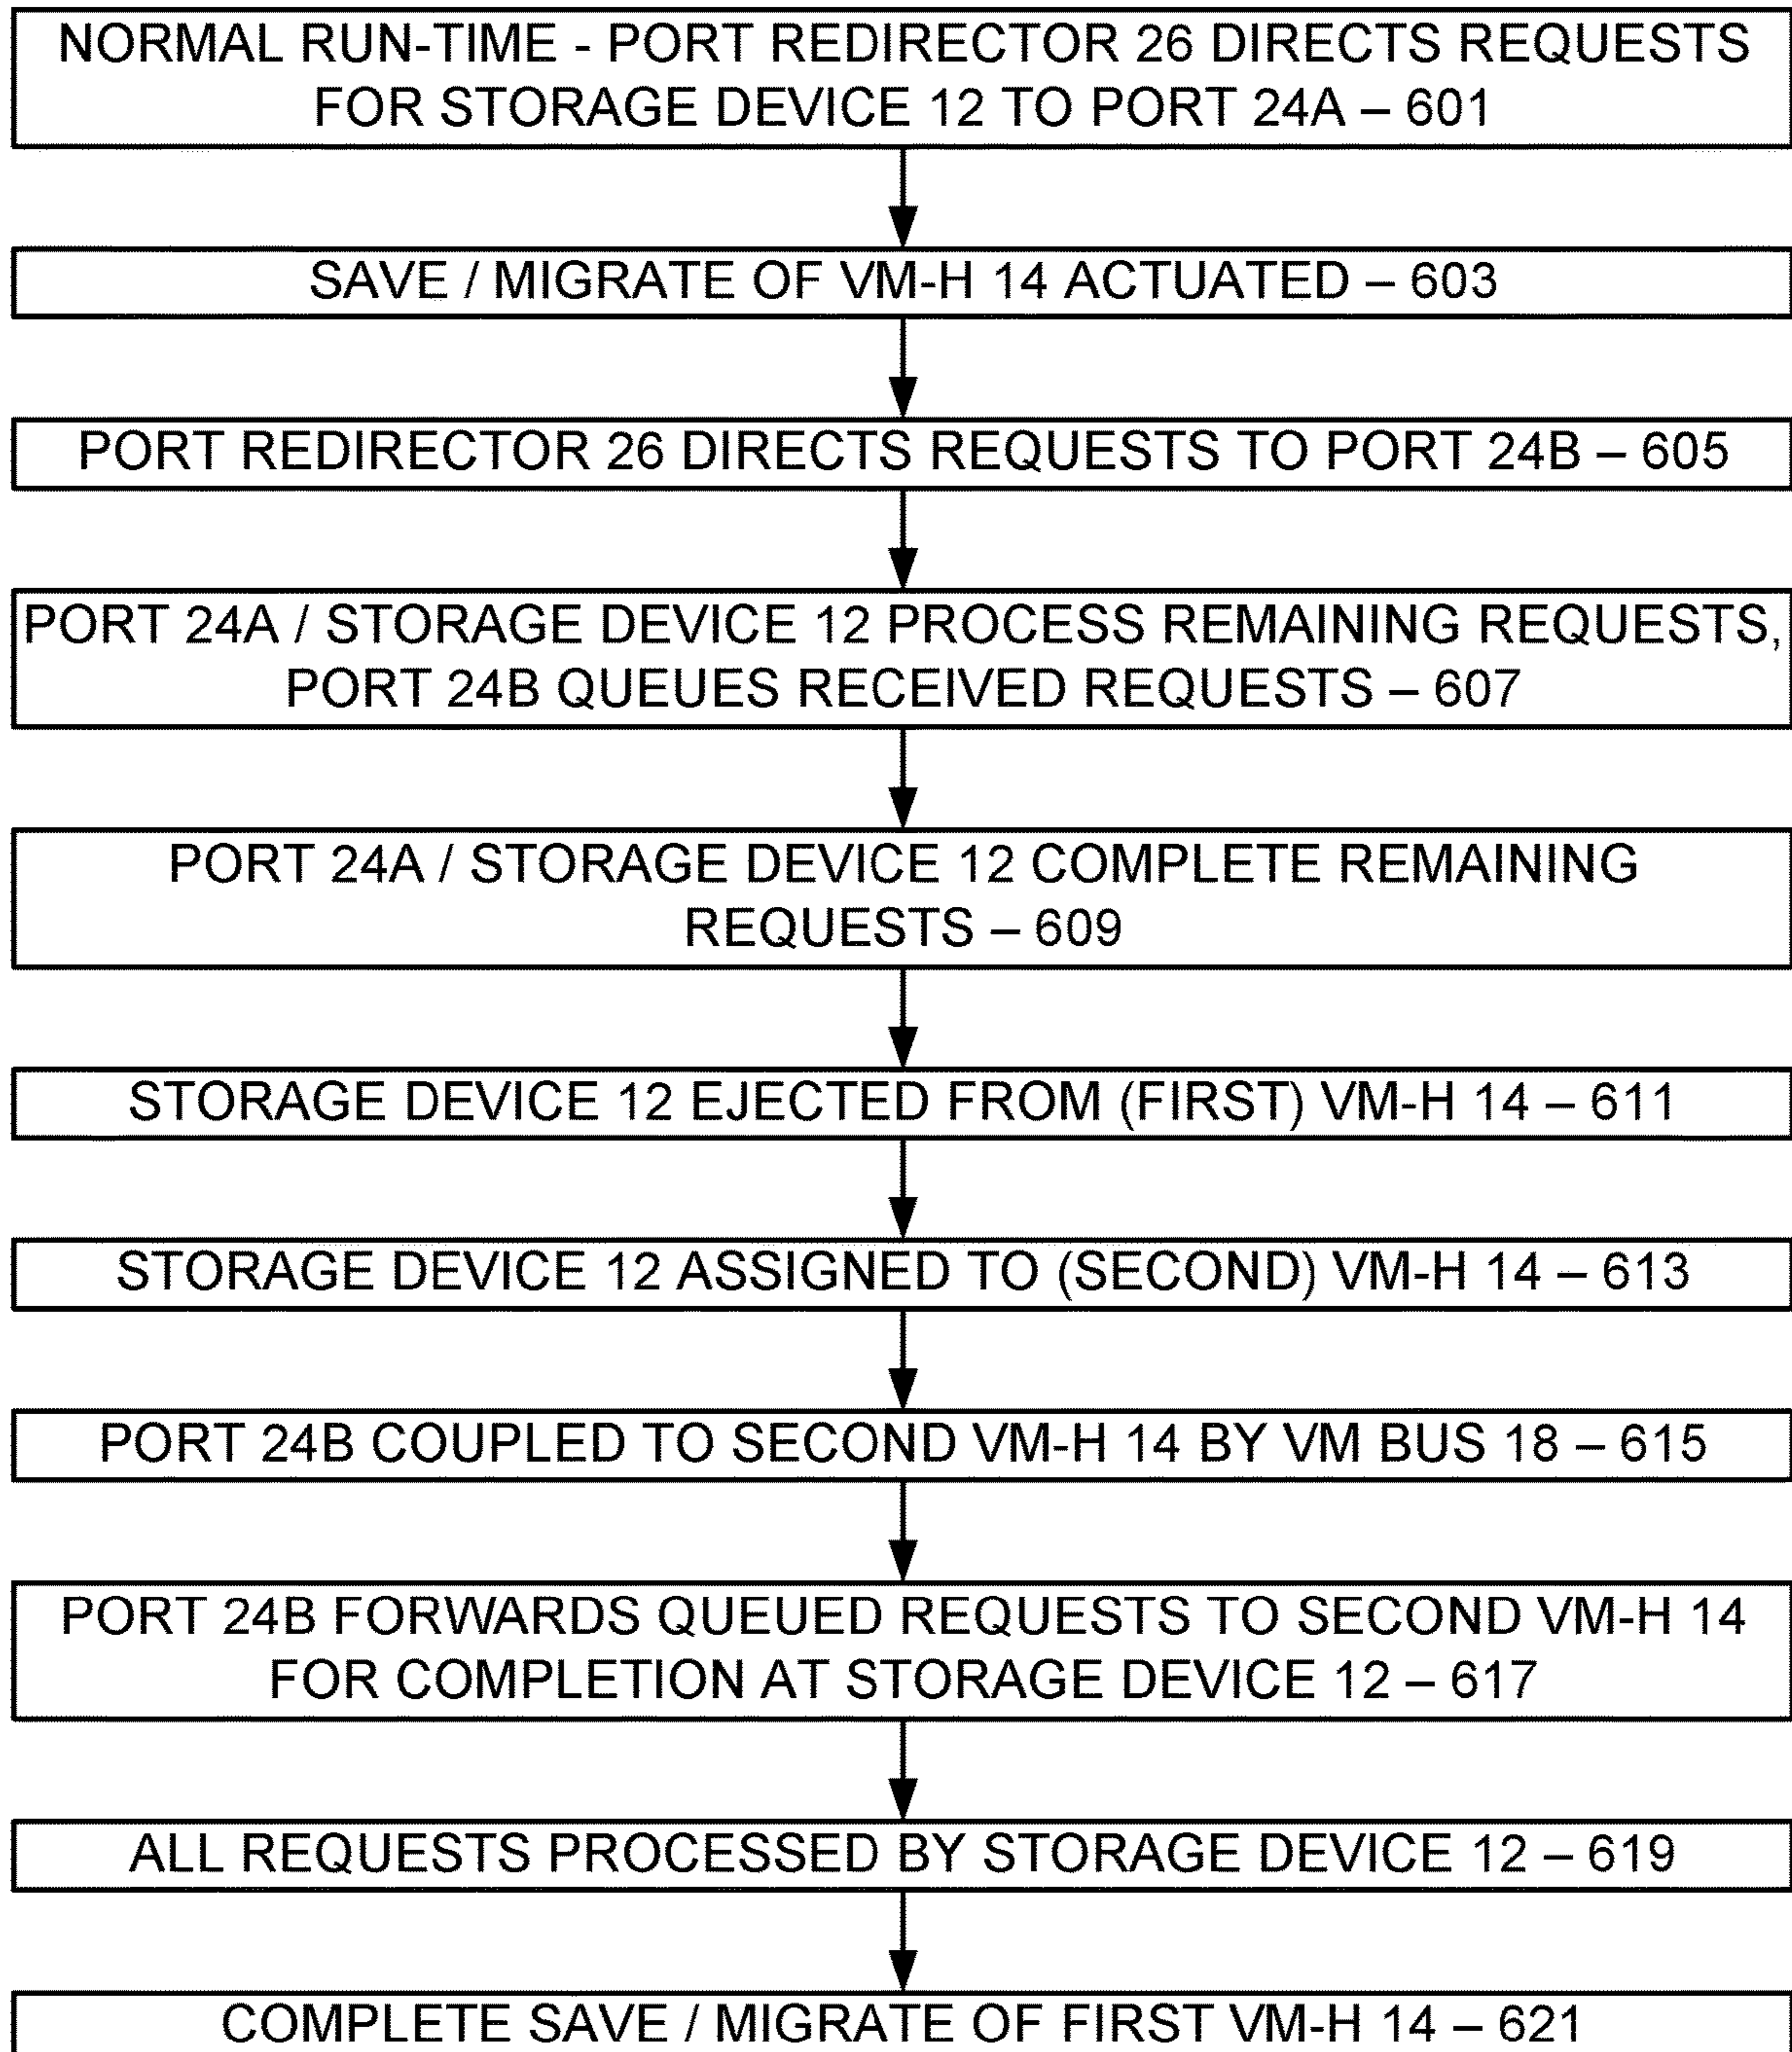 NORMAL RUN-TIME - PORT REDIRECTOR 26 DIRECTS REQUESTS
FOR STORAGE DEVICE 12 TO PORT 24A – 601
SAVE / MIGRATE OF VM-H 14 ACTUATED – 603
PORT REDIRECTOR 26 DIRECTS REQUESTS TO PORT 24B – 605
PORT 24A / STORAGE DEVICE 12 PROCESS REMAINING REQUESTS,
PORT 24B QUEUES RECEIVED REQUESTS – 607
PORT 24A / STORAGE DEVICE 12 COMPLETE REMAINING
REQUESTS – 609
STORAGE DEVICE 12 EJECTED FROM (FIRST) VM-H 14 – 611
STORAGE DEVICE 12 ASSIGNED TO (SECOND) VM-H 14 – 613
PORT 24B COUPLED TO SECOND VM-H 14 BY VM BUS 18 – 615
PORT 24B FORWARDS QUEUED REQUESTS TO SECOND VM-H 14
FOR COMPLETION AT STORAGE DEVICE 12 – 617
ALL REQUESTS PROCESSED BY STORAGE DEVICE 12 – 619
COMPLETE SAVE / MIGRATE OF FIRST VM-H 14 – 621